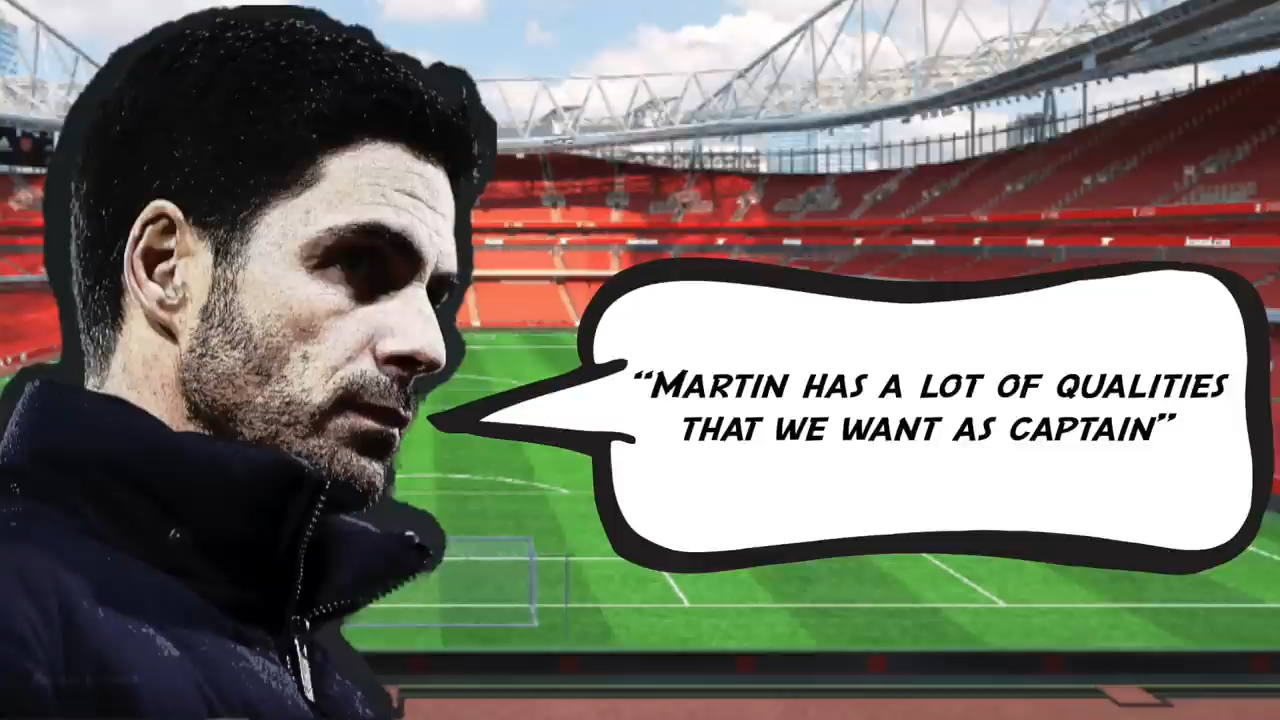 “MARTIN HAS A LOT OF QUALITIES
THAT WE WANT AS CAPTAIN”